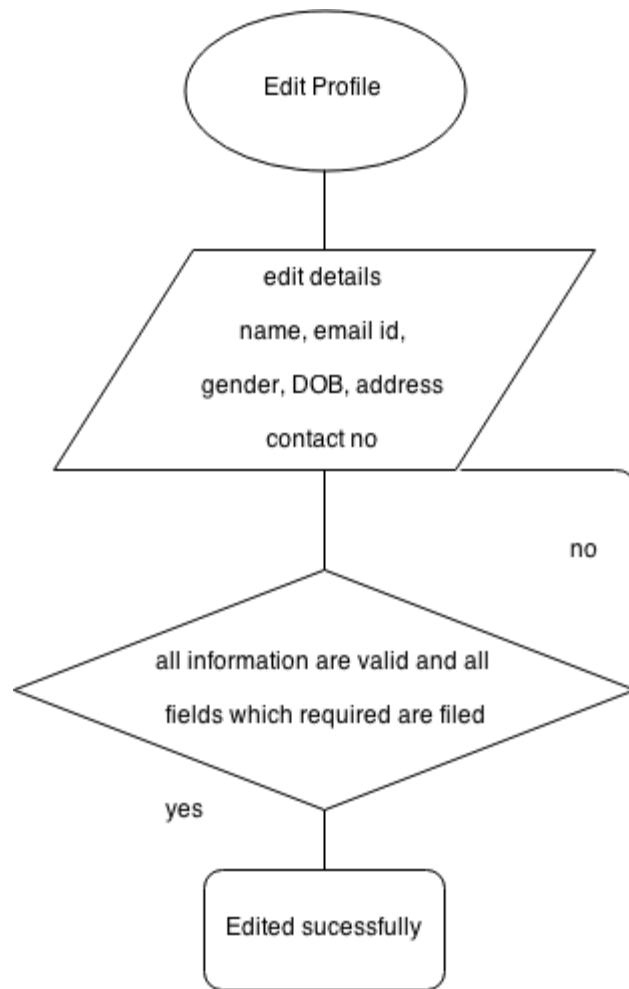 Edit Profile
edit details
name, email id,
gender, DOB, address
contact no
no
all information are valid and all
fields which required are filed
yes
Edited sucessfully